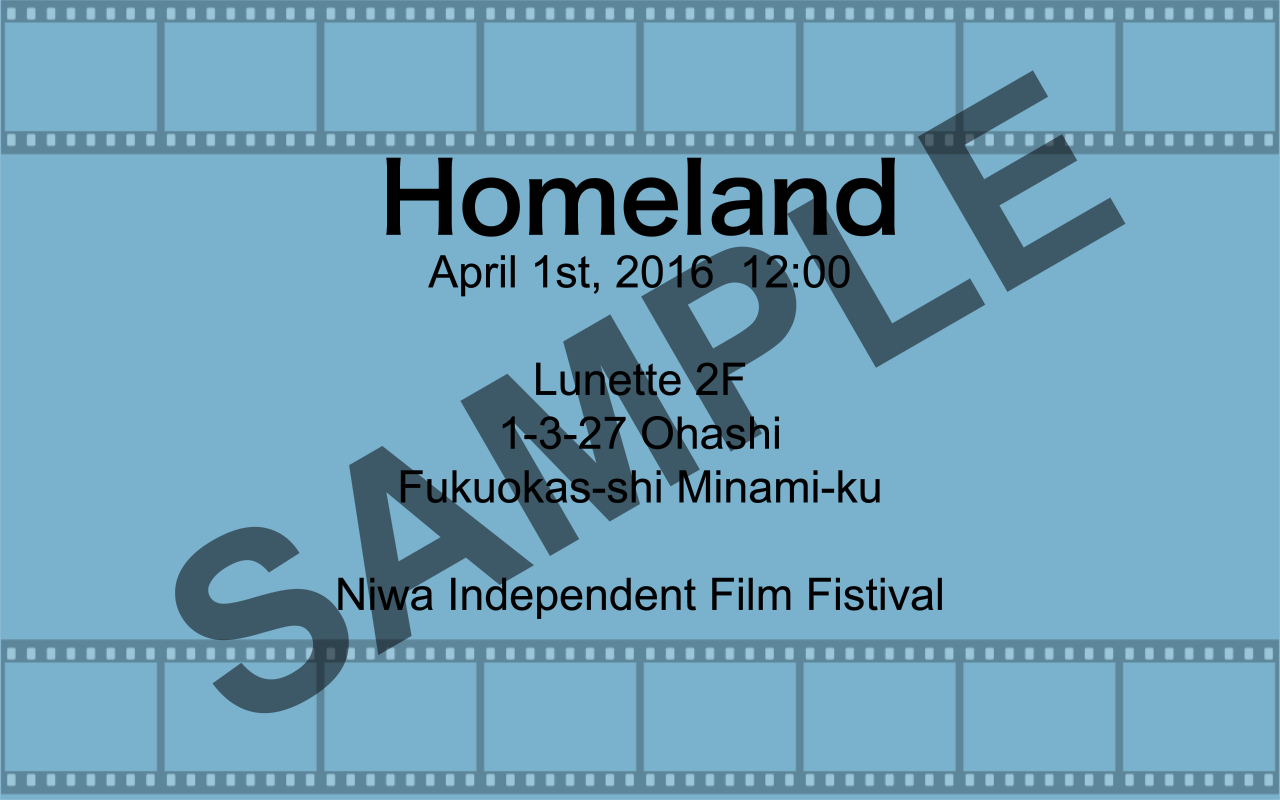 Homeland
April 1st, 2016  12:00
Lunette 2F
1-3-27 Ohashi
Fukuokas-shi Minami-ku
Niwa Independent Film Fistival
SAMPLE